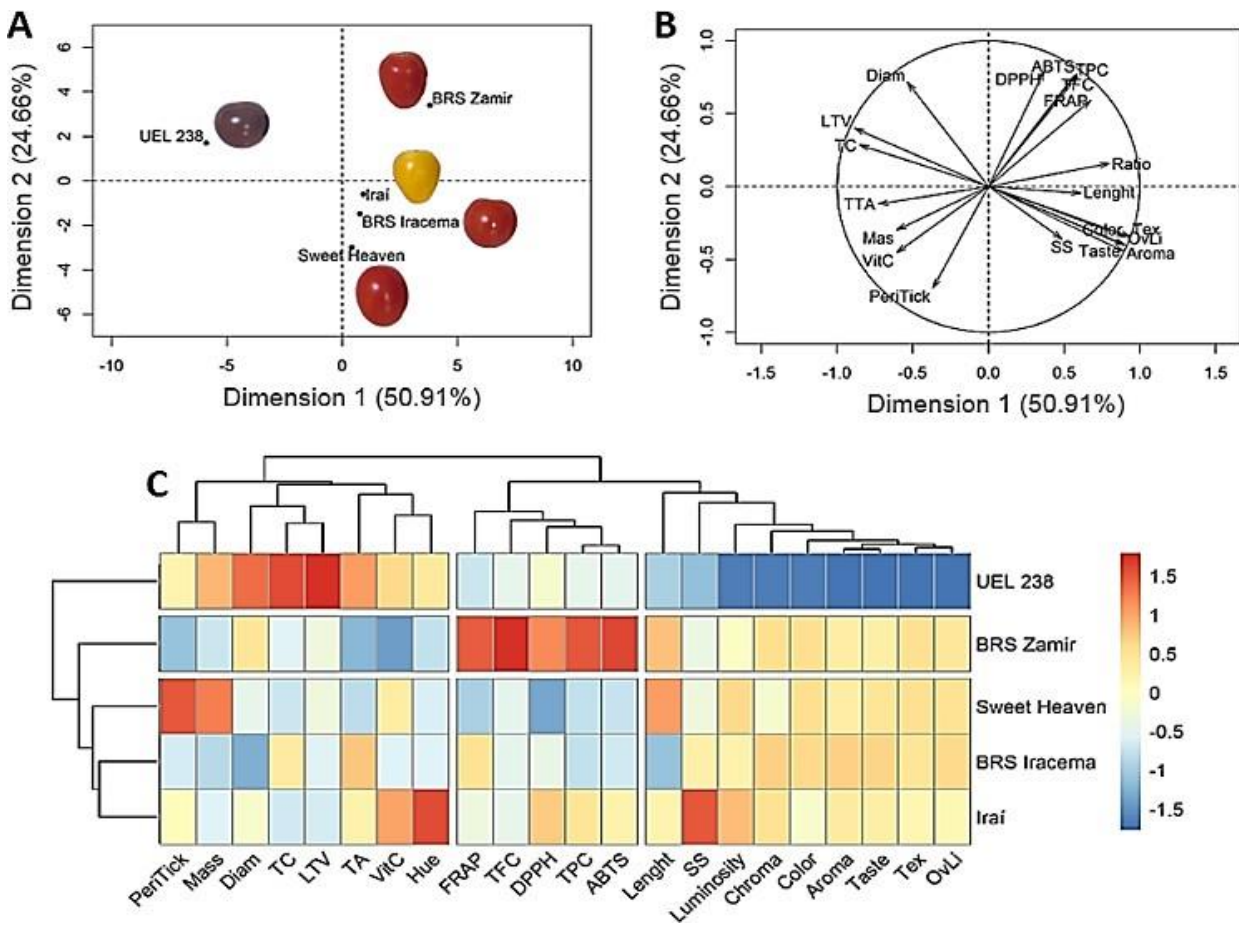 A
Dimension 2 (24.66%)
6
4
2
0
-2
-4
-6
BRS Zamir
UEL 238
Iraí
BRS Iracema
Sweet Heaven
-10
-5
0
5
10
Dimension 1 (50.91%)
B
Dimension 2 (24.66%)
1.0
0.5
0.0
-0.5
-1.0
Diam
DPPH
ABTS
TPC
TFC
FRAP
LTV
TC
Ratio
Lenght
TTA
Mas
VitC
PeriTick
Color
Tex
OvLi
SS
Taste
Aroma
-1.5
-1.0
-0.5
0.0
0.5
1.0
1.5
Dimension 1 (50.91%)
C
UEL 238
BRS Zamir
Sweet Heaven
BRS Iracema
Iraí
1.5
1
0.5
0
-0.5
-1
-1.5
PeriTick
Mass
Diam
TC
LTV
TA
VitC
Hue
FRAP
TFC
DPPH
TPC
ABTS
Lenght
SS
Luminosity
Chroma
Color
Aroma
Taste
Tex
OvLi